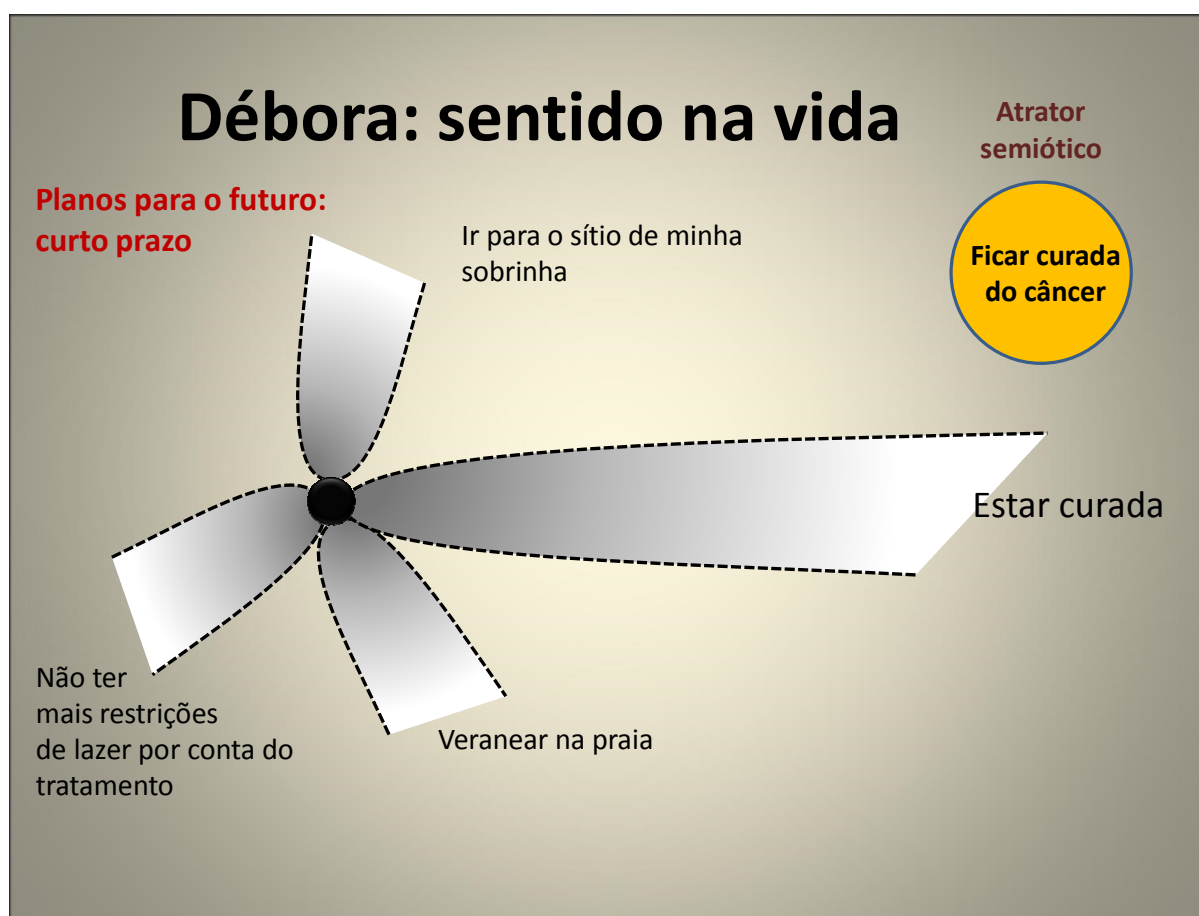 Débora: sentido na vida
Atrator
semiótico
Planos para o futuro:
curto prazo
Ir para o sítio de minha
sobrinha
Ficar curada
do câncer
Estar curada
Não ter
mais restrições
de lazer por conta do
tratamento
Veranear na praia